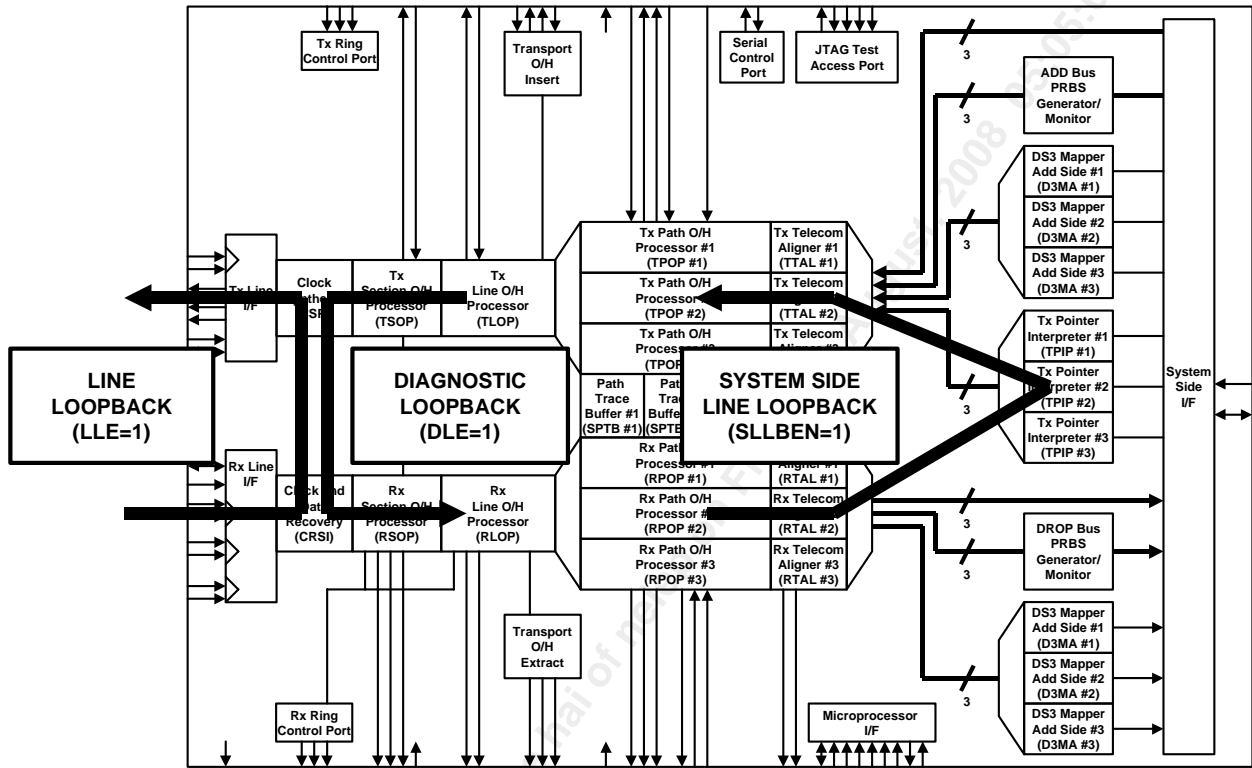 Tx Ring
Control Port
Transport
O/H
Insert
Serial
Control
Port
JTAG Test
Access Port
3
ADD Bus
PRBS
Generator/
Monitor
3
DS3 Mapper
Add Side #1
(D3MA #1)
DS3 Mapper
Add Side #2
(D3MA #2)
DS3 Mapper
Add Side #3
(D3MA #3)
3
Tx Path O/H
Processor #1
(TPOP #1)
Tx Telecom
Aligner #1
(TTAL #1)
Tx Line
I/F
Clock
Tx
Section O/H
Processor
(TSOP)
Tx
Line O/H
Processor
(TLOP)
Tx Path O/H
Processor
(TPOP #2)
Tx Telecom
(TTAL #2)
Tx Path O/H
Tx Telecom
Tx Pointer
Interpreter #1
(TPIP #1)
Tx Pointer
Interpreter #2
(TPIP #2)
Tx Pointer
Interpreter #3
(TPIP #3)
3
System
Side
I/F
LINE
LOOPBACK
(LLE=1)
DIAGNOSTIC
LOOPBACK
(DLE=1)
SYSTEM SIDE
LINE LOOPBACK
(SLLBEN=1)
Path
Trace
Buffer #1
(SPTB #1)
Rx Path O/H
(RPOP #1)
(RTAL #1)
Rx Line
I/F
Clock and
Data
Recovery
(CRSI)
Rx
Section O/H
Processor
(RSOP)
Rx
Line O/H
Processor
(RLOP)
Rx Path O/H
Processor
(RPOP #2)
Rx Telecom
Aligner #2
(RTAL #2)
Rx Path O/H
Processor #3
(RPOP #3)
Rx Telecom
Aligner #3
(RTAL #3)
3
DROP Bus
PRBS
Generator/
Monitor
3
Transport
O/H
Extract
DS3 Mapper
Add Side #1
(D3MA #1)
DS3 Mapper
Add Side #2
(D3MA #2)
DS3 Mapper
Add Side #3
(D3MA #3)
3
Rx Ring
Control Port
Microprocessor
I/F